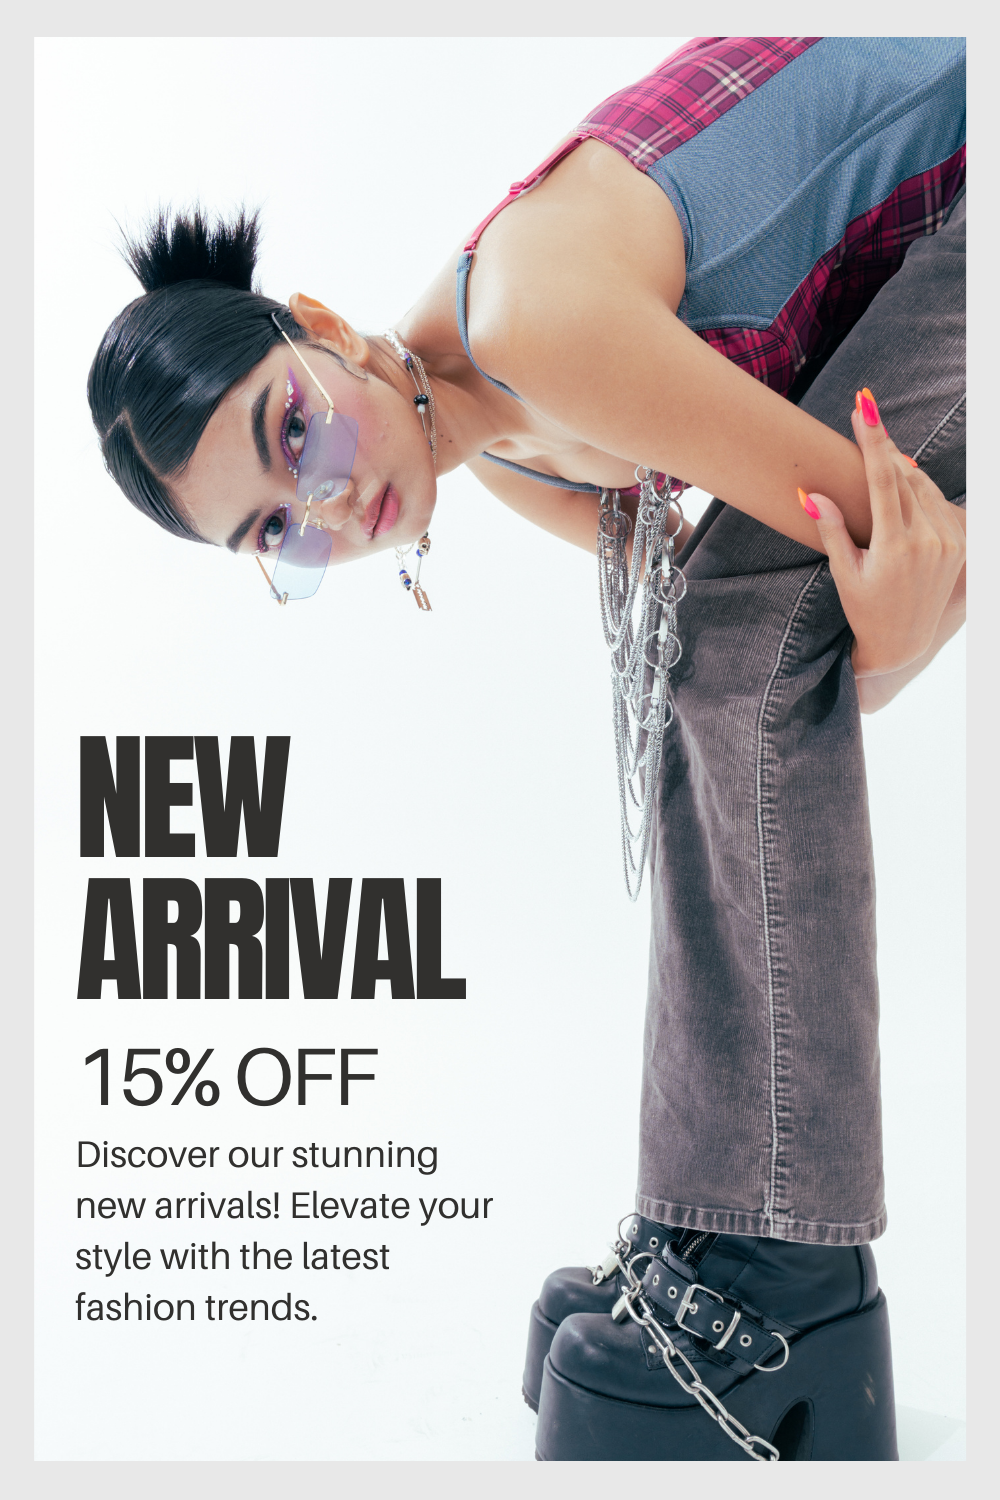 NEW
ARRIVAL
15% OFF
Discover our stunning
new arrivals! Elevate your
style with the latest
fashion trends.